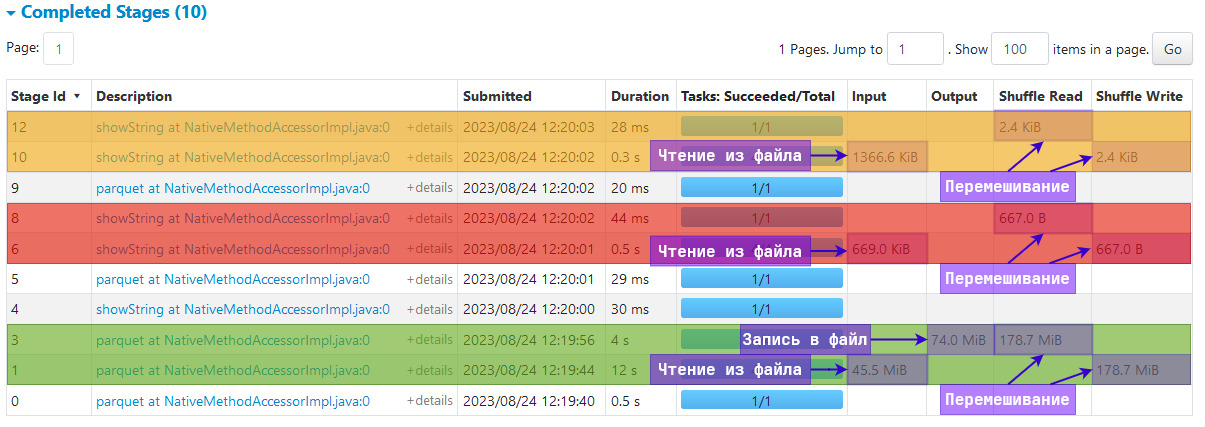 Completed Stages (10)
Page: 1 1 Pages. Jump to 1 . Show 100 items in a page. Go
Stage Id Description Submitted Duration Tasks: Succeeded/Total Input Output Shuffle Read Shuffle Write
12 showString at NativeMethodAccessorImpl.java:0 +details 2023/08/24 12:20:03 28 ms 1/1 2.4 KiB
10 showString at NativeMethodAccessorImpl.java:0 +details 2023/08/24 12:20:02 0.3 s Чтение из файла 1366.6 KiB 2.4 KiB
9 parquet at NativeMethodAccessorImpl.java:0 +details 2023/08/24 12:20:02 20 ms 1/1 Перемешивание
8 showString at NativeMethodAccessorImpl.java:0 +details 2023/08/24 12:20:02 44 ms 1/1 667.0 B
6 showString at NativeMethodAccessorImpl.java:0 +details 2023/08/24 12:20:01 0.5 s Чтение из файла 669.0 KiB 667.0 B
5 parquet at NativeMethodAccessorImpl.java:0 +details 2023/08/24 12:20:01 29 ms 1/1 Перемешивание
4 showString at NativeMethodAccessorImpl.java:0 +details 2023/08/24 12:20:00 30 ms 1/1
3 parquet at NativeMethodAccessorImpl.java:0 +details 2023/08/24 12:19:56 4 s Запись в файл 74.0 MiB 178.7 MiB
1 parquet at NativeMethodAccessorImpl.java:0 +details 2023/08/24 12:19:44 12 s Чтение из файла 45.5 MiB 178.7 MiB
0 parquet at NativeMethodAccessorImpl.java:0 +details 2023/08/24 12:19:40 0.5 s 1/1 Перемешивание